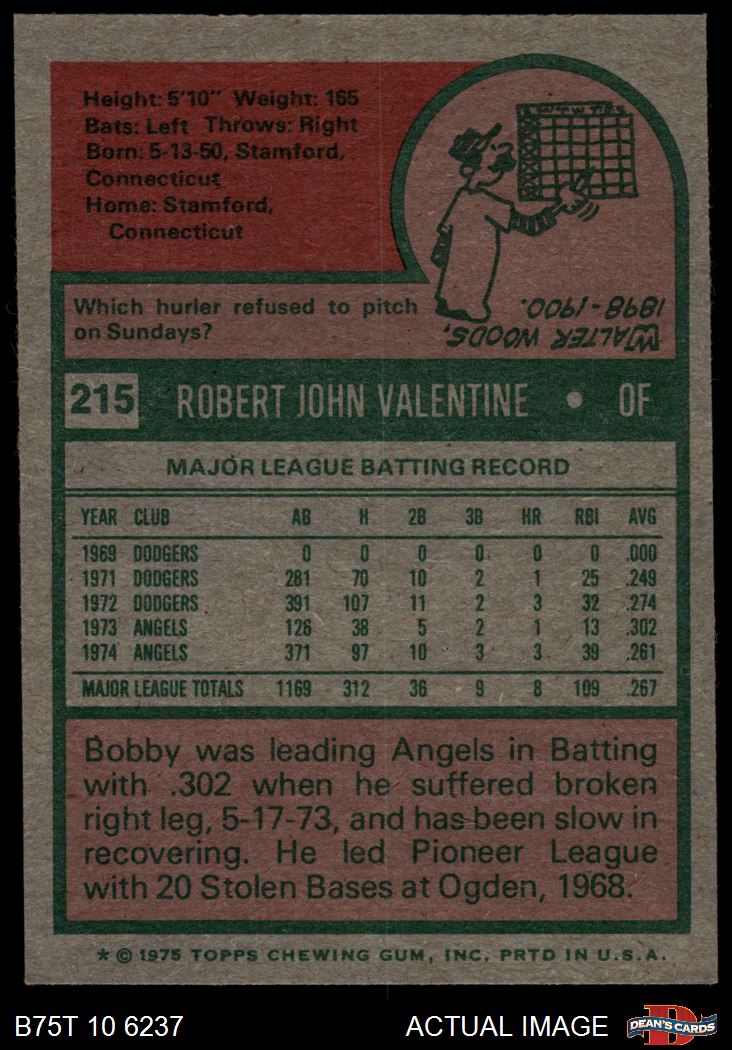 Height: 5'10" Weight: 165
Bats: Left Throws: Right
Born: 5-13-50, Stamford,
Connecticut
Home: Stamford,
Connecticut
Which hurler refused to pitch
on Sundays?
WALTER WOODS,
1898-1900.
215 ROBERT JOHN VALENTINE • OF
MAJOR LEAGUE BATTING RECORD
YEAR CLUB AB H 2B 3B HR RBI AVG
1969 DODGERS 0 0 0 0 0 0 .000
1971 DODGERS 281 70 10 2 1 25 .249
1972 DODGERS 391 107 11 2 3 32 .274
1973 ANGELS 126 38 5 2 1 13 .302
1974 ANGELS 371 97 10 3 3 39 .261
MAJOR LEAGUE TOTALS 1169 312 36 9 8 109 .267
Bobby was leading Angels in Batting
with .302 when he suffered broken
right leg, 5-17-73, and has been slow in
recovering. He led Pioneer League
with 20 Stolen Bases at Ogden, 1968.
* © 1975 TOPPS CHEWING GUM, INC. PRTD IN U.S.A.
B75T 10 6237 ACTUAL IMAGE
D
DEAN'S CARDS